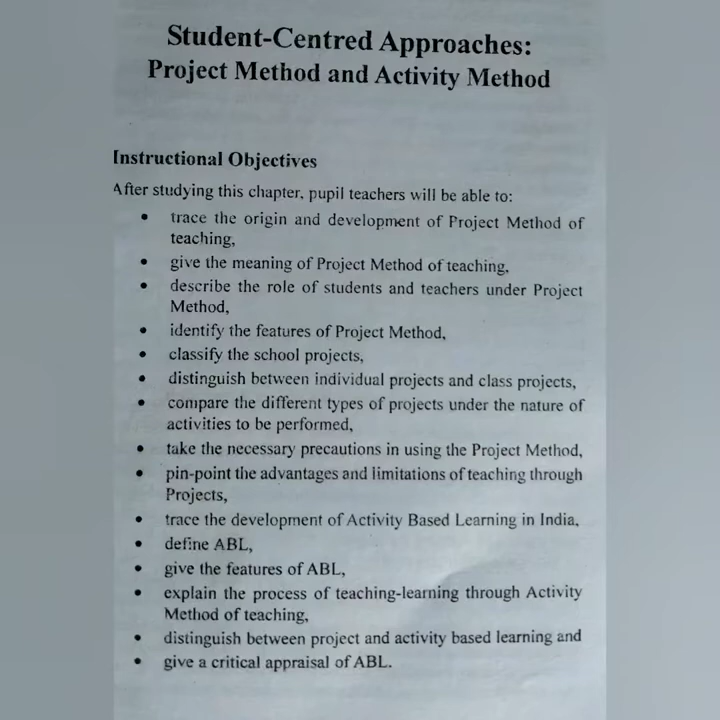 Student-Centred Approaches:
Project Method and Activity Method
Instructional Objectives
After studying this chapter, pupil teachers will be able to:
• trace the origin and development of Project Method of
teaching,
• give the meaning of Project Method of teaching,
• describe the role of students and teachers under Project
Method,
• identify the features of Project Method,
• classify the school projects,
• distinguish between individual projects and class projects,
• compare the different types of projects under the nature of
activities to be performed,
• take the necessary precautions in using the Project Method,
• pin-point the advantages and limitations of teaching through
Projects,
• trace the development of Activity Based Learning in India,
• define ABL,
• give the features of ABL,
• explain the process of teaching-learning through Activity
Method of teaching,
• distinguish between project and activity based learning and
• give a critical appraisal of ABL.